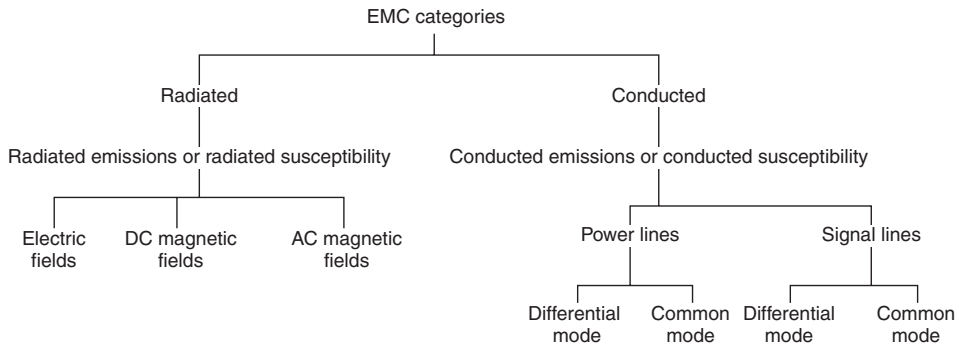 EMC categories
Radiated
Conducted
Radiated emissions or radiated susceptibility
Conducted emissions or conducted susceptibility
Electric
fields
DC magnetic
fields
AC magnetic
fields
Power lines
Signal lines
Differential
mode
Common
mode
Differential
mode
Common
mode